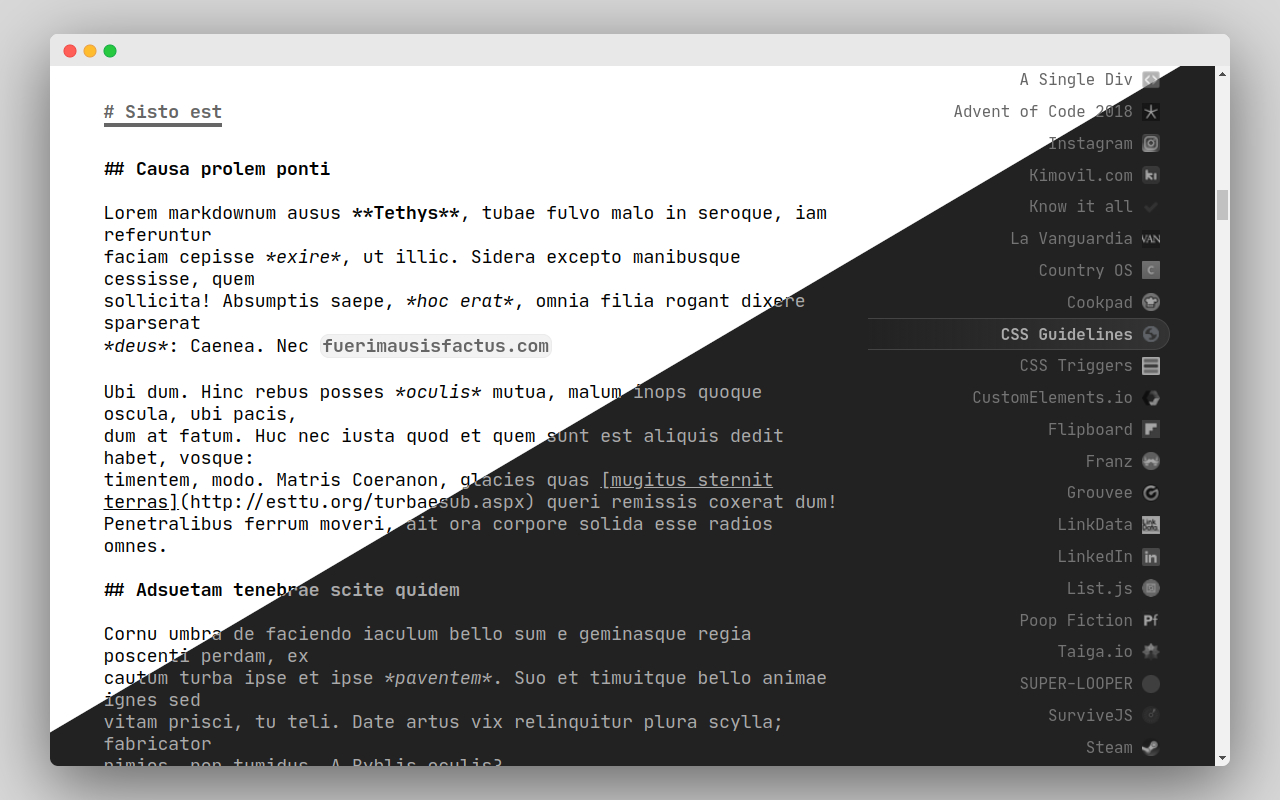 # Sisto est
## Causa prolem ponti
Lorem markdownum ausus **Tethys**, tubae fulvo malo in seroque, iam
referuntur
faciam cepisse *exire*, ut illic. Sidera excepto manibusque
cessisse, quem
sollicita! Absumptis saepe, *hoc erat*, omnia filia rogant dixere
sparserat
*deus*: Caenea. Nec fuerimausisfactus.com
Ubi dum. Hinc rebus posses *oculis* mutua, malum inops quoque
oscula, ubi pacis,
dum at fatum. Huc nec iusta quod et quem sunt est aliquis dedit
habet, vosque:
timentem, modo. Matris Coeranon, glacies quas [mugitus sternit
terras](http://esttu.org/turbaesub.aspx) queri remissis coxerat dum!
Penetralibus ferrum moveri, ait ora corpore solida esse radios
omnes.
## Adsuetam tenebrae scite quidem
Cornu umbra de faciendo iaculum bello sum e geminasque regia
poscenti perdam, ex
cautum turba ipse et ipse *paventem*. Suo et timuitque bello animae
ignes sed
vitam prisci, tu teli. Date artus vix relinquitur plura scylla;
fabricator
A Single Div
Advent of Code 2018
Instagram
Kimovil.com
Know it all
La Vanguardia VAN
Country OS C
Cookpad
CSS Guidelines
CSS Triggers
CustomElements.io
Flipboard
Franz
Grouvee
LinkData Link Data
LinkedIn in
List.js
Poop Fiction Pf
Taiga.io
SUPER-LOOPER
SurviveJS
Steam